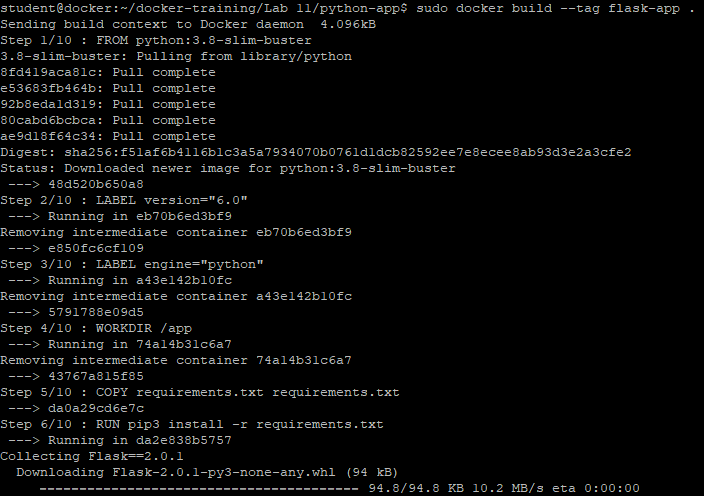 student@docker:~/docker-training/Lab 11/python-app$ sudo docker build --tag flask-app .
Sending build context to Docker daemon  4.096kB
Step 1/10 : FROM python:3.8-slim-buster
3.8-slim-buster: Pulling from library/python
8fd419aca81c: Pull complete
e53683fb464b: Pull complete
92b8eda1d319: Pull complete
80cabd6bcbca: Pull complete
ae9d18f64c34: Pull complete
Digest: sha256:f51af6b4116b1c3a5a7934070b0761d1dcb82592ee7e8ecee8ab93d3e2a3cfe2
Status: Downloaded newer image for python:3.8-slim-buster
 ---> 48d520b650a8
Step 2/10 : LABEL version="6.0"
 ---> Running in eb70b6ed3bf9
Removing intermediate container eb70b6ed3bf9
 ---> e850fc6cf109
Step 3/10 : LABEL engine="python"
 ---> Running in a43e142b10fc
Removing intermediate container a43e142b10fc
 ---> 5791788e09d5
Step 4/10 : WORKDIR /app
 ---> Running in 74a14b31c6a7
Removing intermediate container 74a14b31c6a7
 ---> 43767a815f85
Step 5/10 : COPY requirements.txt requirements.txt
 ---> da0a29cd6e7c
Step 6/10 : RUN pip3 install -r requirements.txt
 ---> Running in da2e838b5757
Collecting Flask==2.0.1
  Downloading Flask-2.0.1-py3-none-any.whl (94 kB)
     ---------------------------------------- 94.8/94.8 KB 10.2 MB/s eta 0:00:00